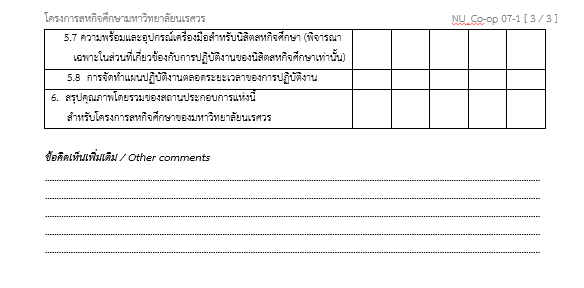 โครงการสหกิจศึกษามหาวิทยาลัยนเรศวร NU_Co-op 07-1 [ 3 / 3 ]
5.7 ความพร้อมและอุปกรณ์เครื่องมือสำหรับนิสิตสหกิจศึกษา (พิจารณา
เฉพาะในส่วนที่เกี่ยวข้องกับการปฏิบัติงานของนิสิตสหกิจศึกษาเท่านั้น)
5.8 การจัดทำแผนปฏิบัติงานตลอดระยะเวลาของการปฏิบัติงาน
6. สรุปคุณภาพโดยรวมของสถานประกอบการแห่งนี้
สำหรับโครงการสหกิจศึกษาของมหาวิทยาลัยนเรศวร
ข้อคิดเห็นเพิ่มเติม / Other comments